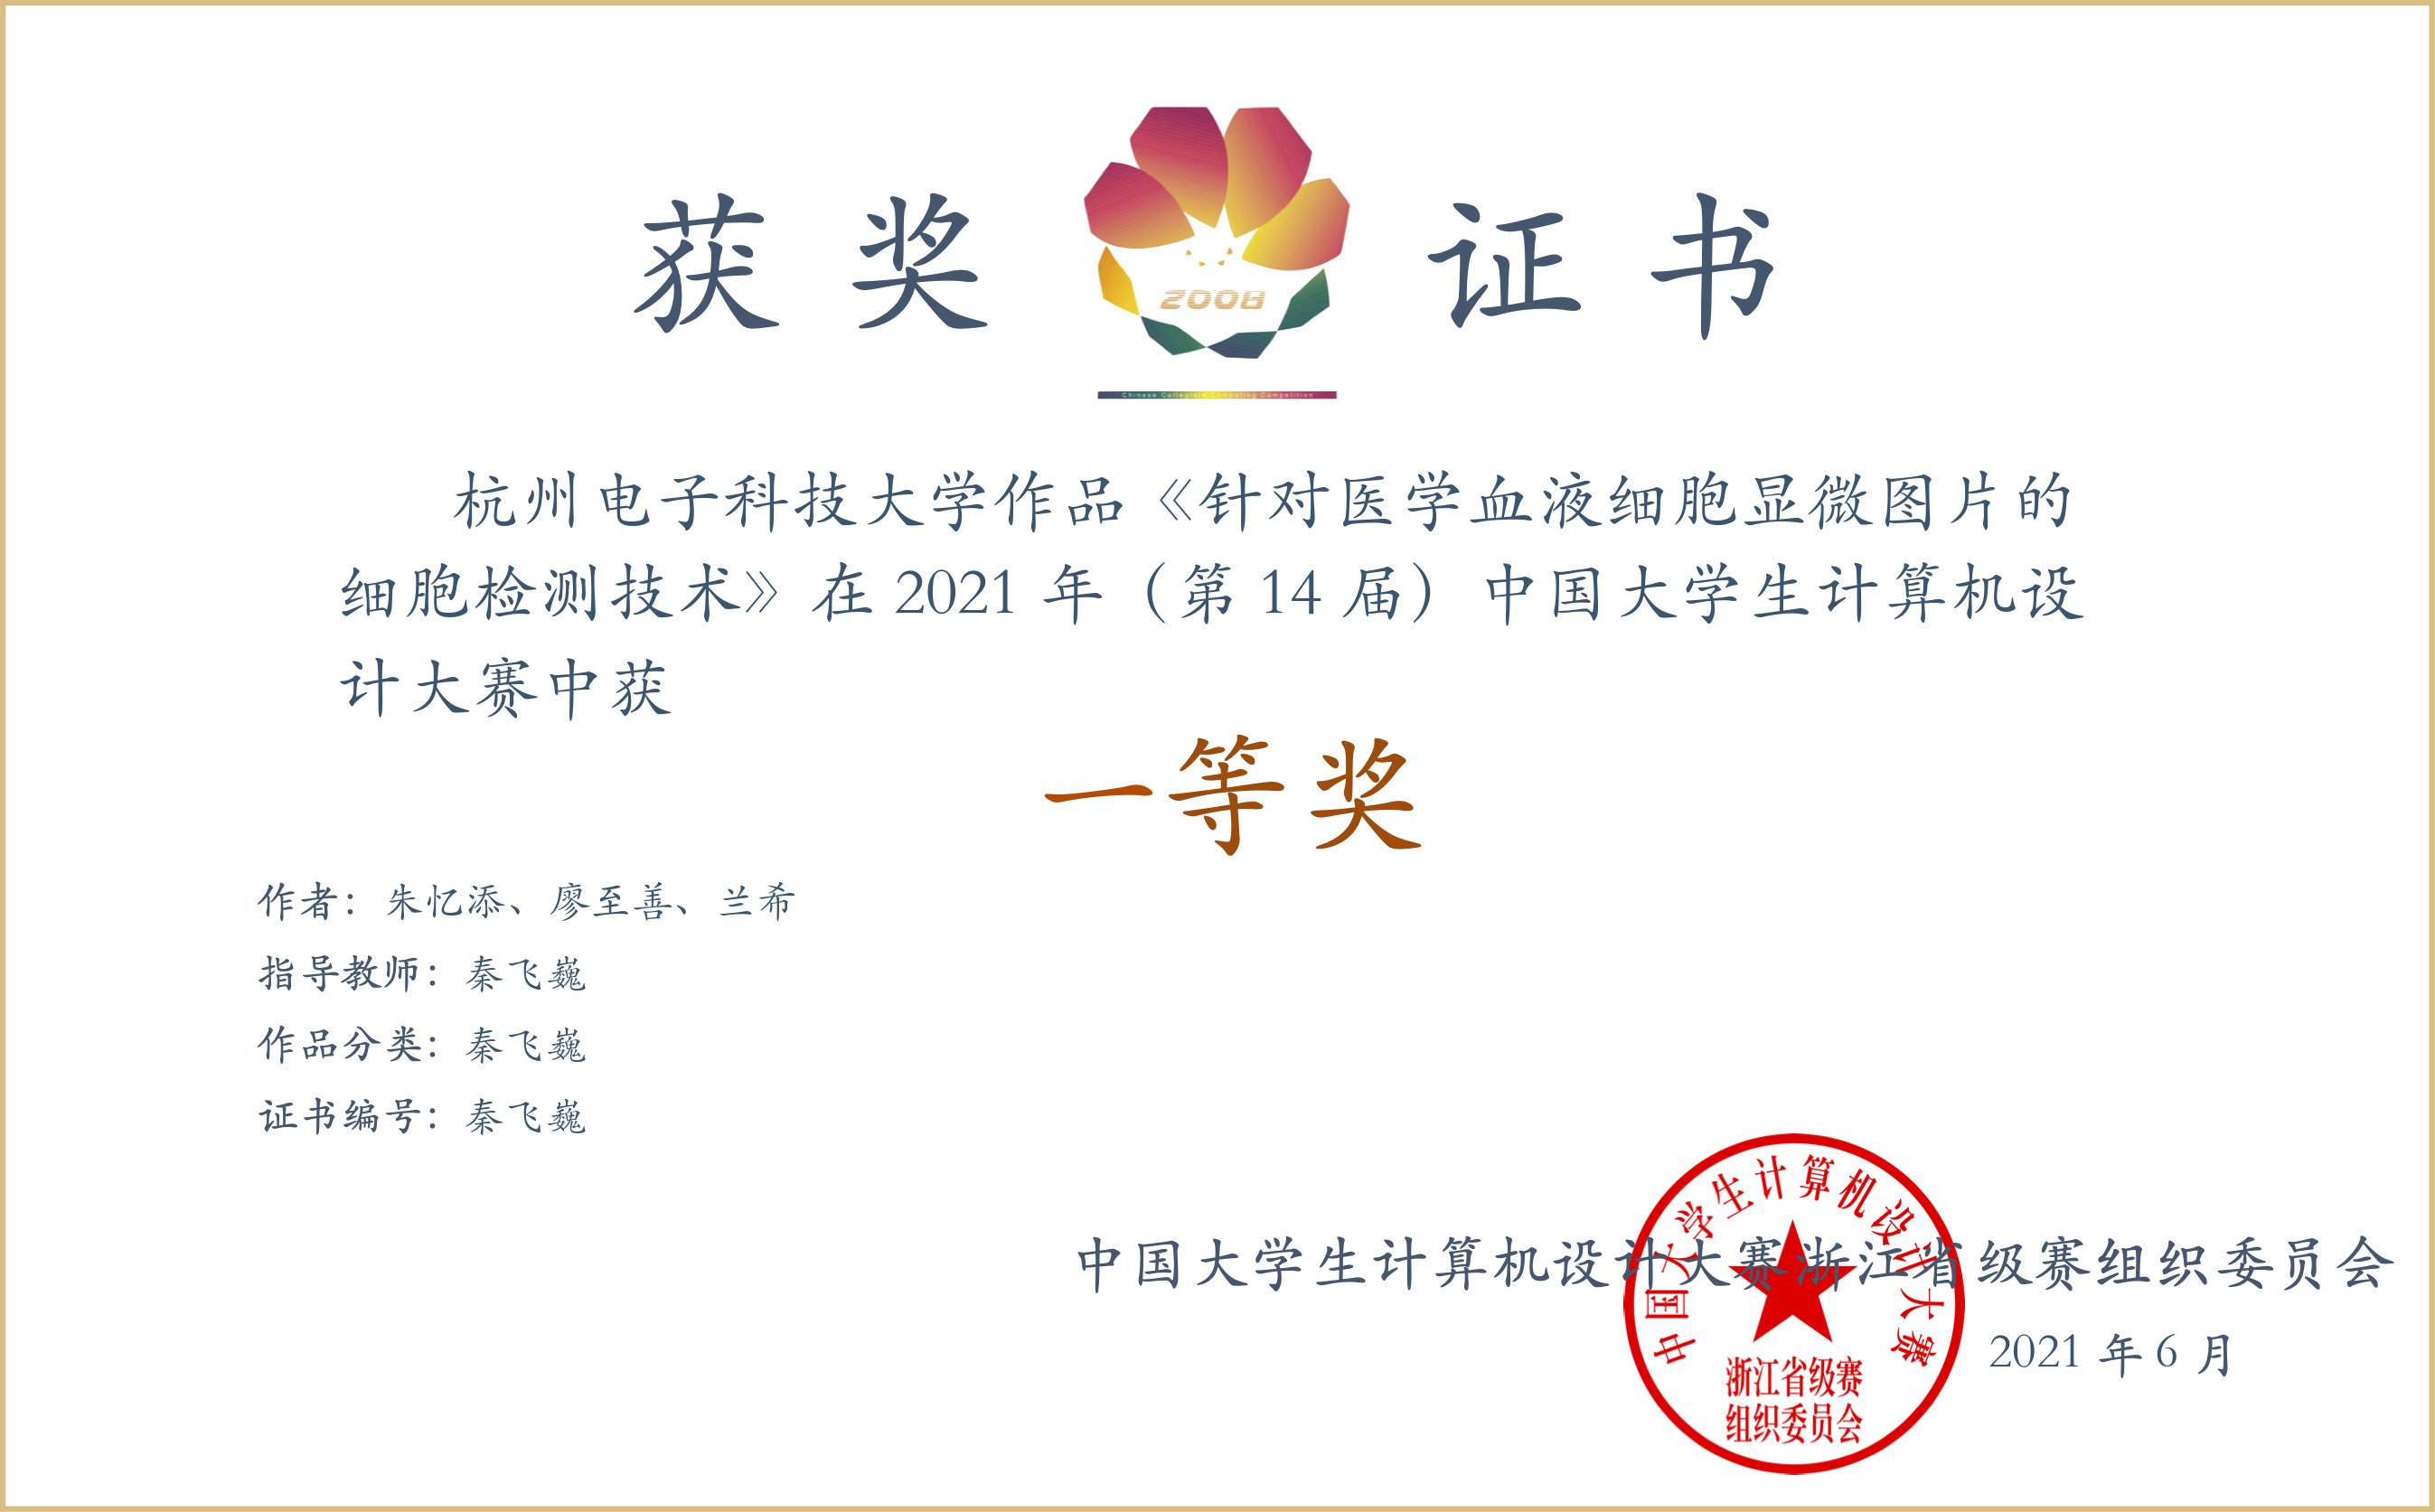 获奖证书
2008
Chinese Collegiate Computing Competition
杭州电子科技大学作品《针对医学血液细胞显微图片的
细胞检测技术》在 2021 年（第 14 届）中国大学生计算机设
计大赛中获
一等奖
作者：朱忆添、廖至善、兰希
指导教师：秦飞巍
作品分类：秦飞巍
证书编号：秦飞巍
中国大学生计算机设计大赛浙江省级赛组织委员会
2021 年 6 月
中国大学生计算机设计大赛
浙江省级赛
组织委员会